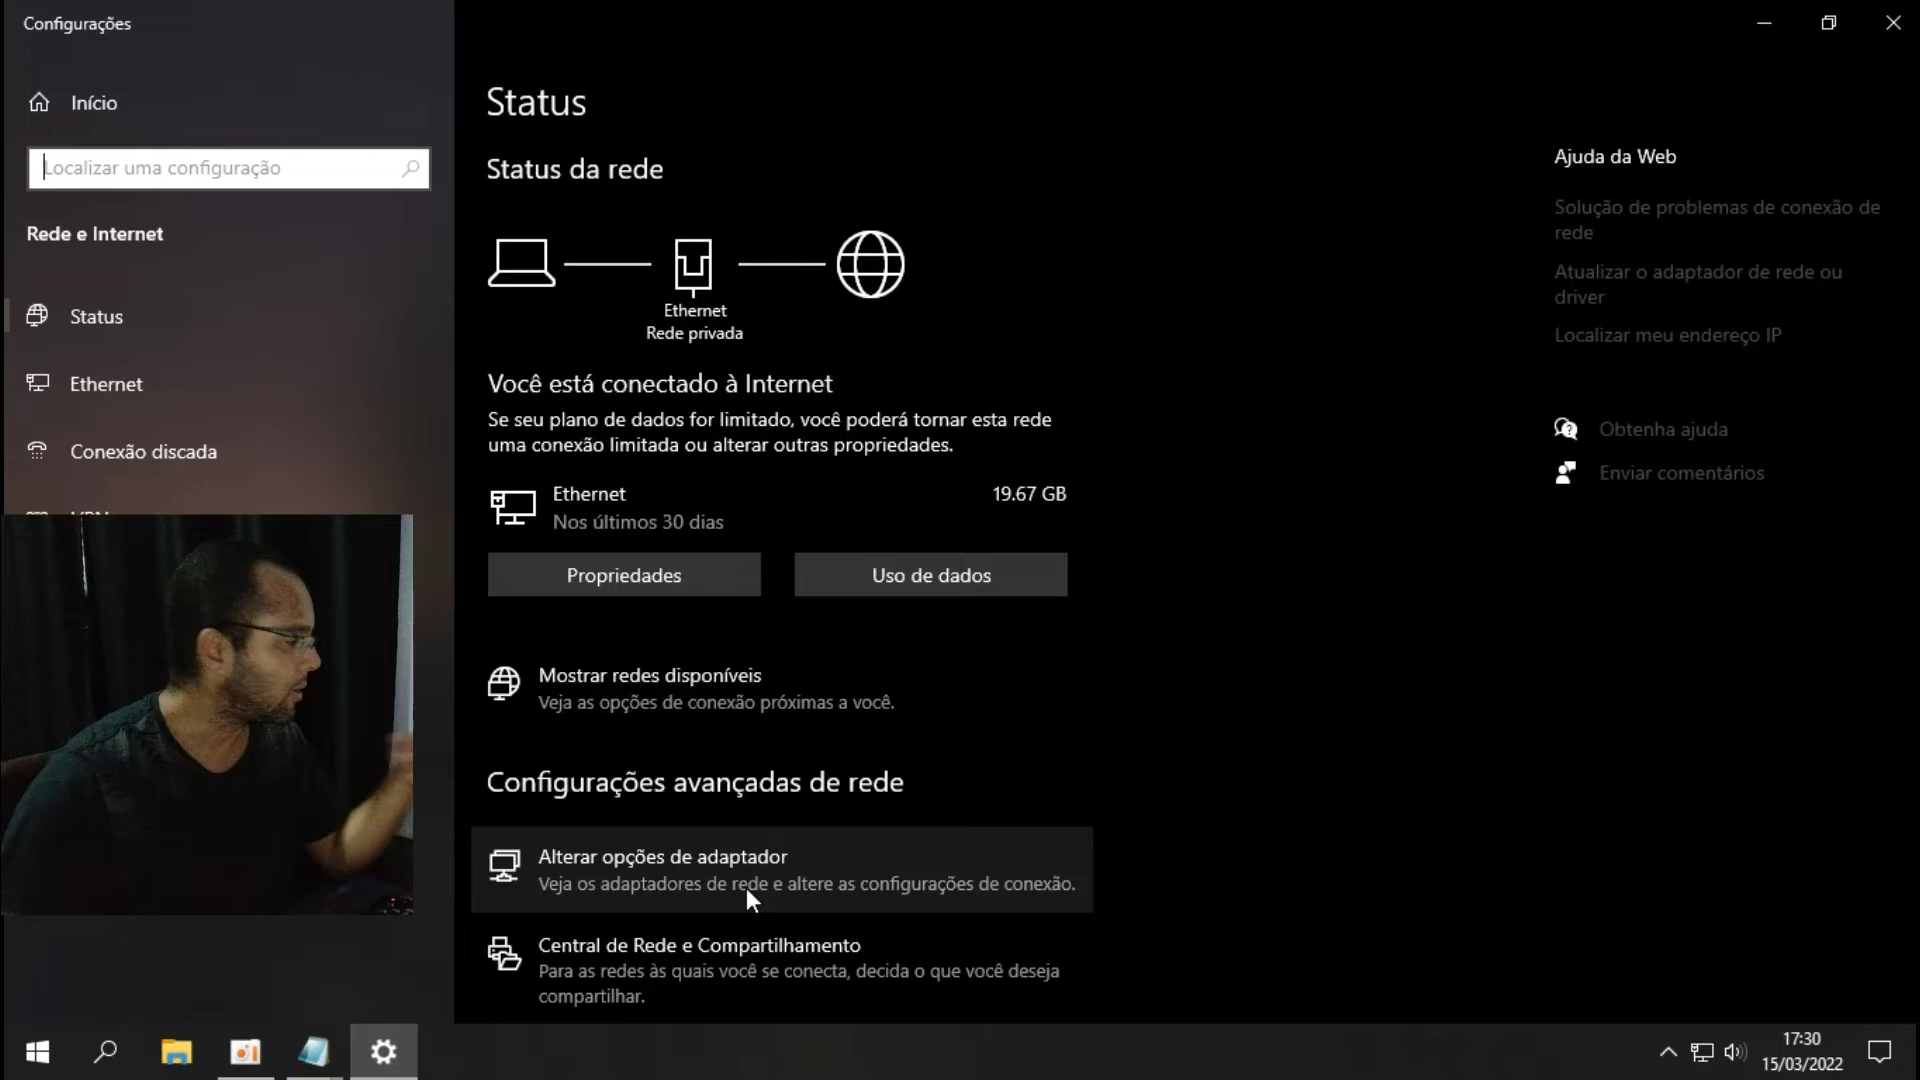 Configurações
Início
Localizar uma configuração
Rede e Internet
Status
Ethernet
Conexão discada
VPN
Status
Status da rede
Ethernet
Rede privada
Você está conectado à Internet
Se seu plano de dados for limitado, você poderá tornar esta rede
uma conexão limitada ou alterar outras propriedades.
Ethernet
19.67 GB
Nos últimos 30 dias
Propriedades
Uso de dados
Mostrar redes disponíveis
Veja as opções de conexão próximas a você.
Configurações avançadas de rede
Alterar opções de adaptador
Veja os adaptadores de rede e altere as configurações de conexão.
Central de Rede e Compartilhamento
Para as redes às quais você se conecta, decida o que você deseja
compartilhar.
Ajuda da Web
Solução de problemas de conexão de
rede
Atualizar o adaptador de rede ou
driver
Localizar meu endereço IP
Obtenha ajuda
Enviar comentários
17:30
15/03/2022